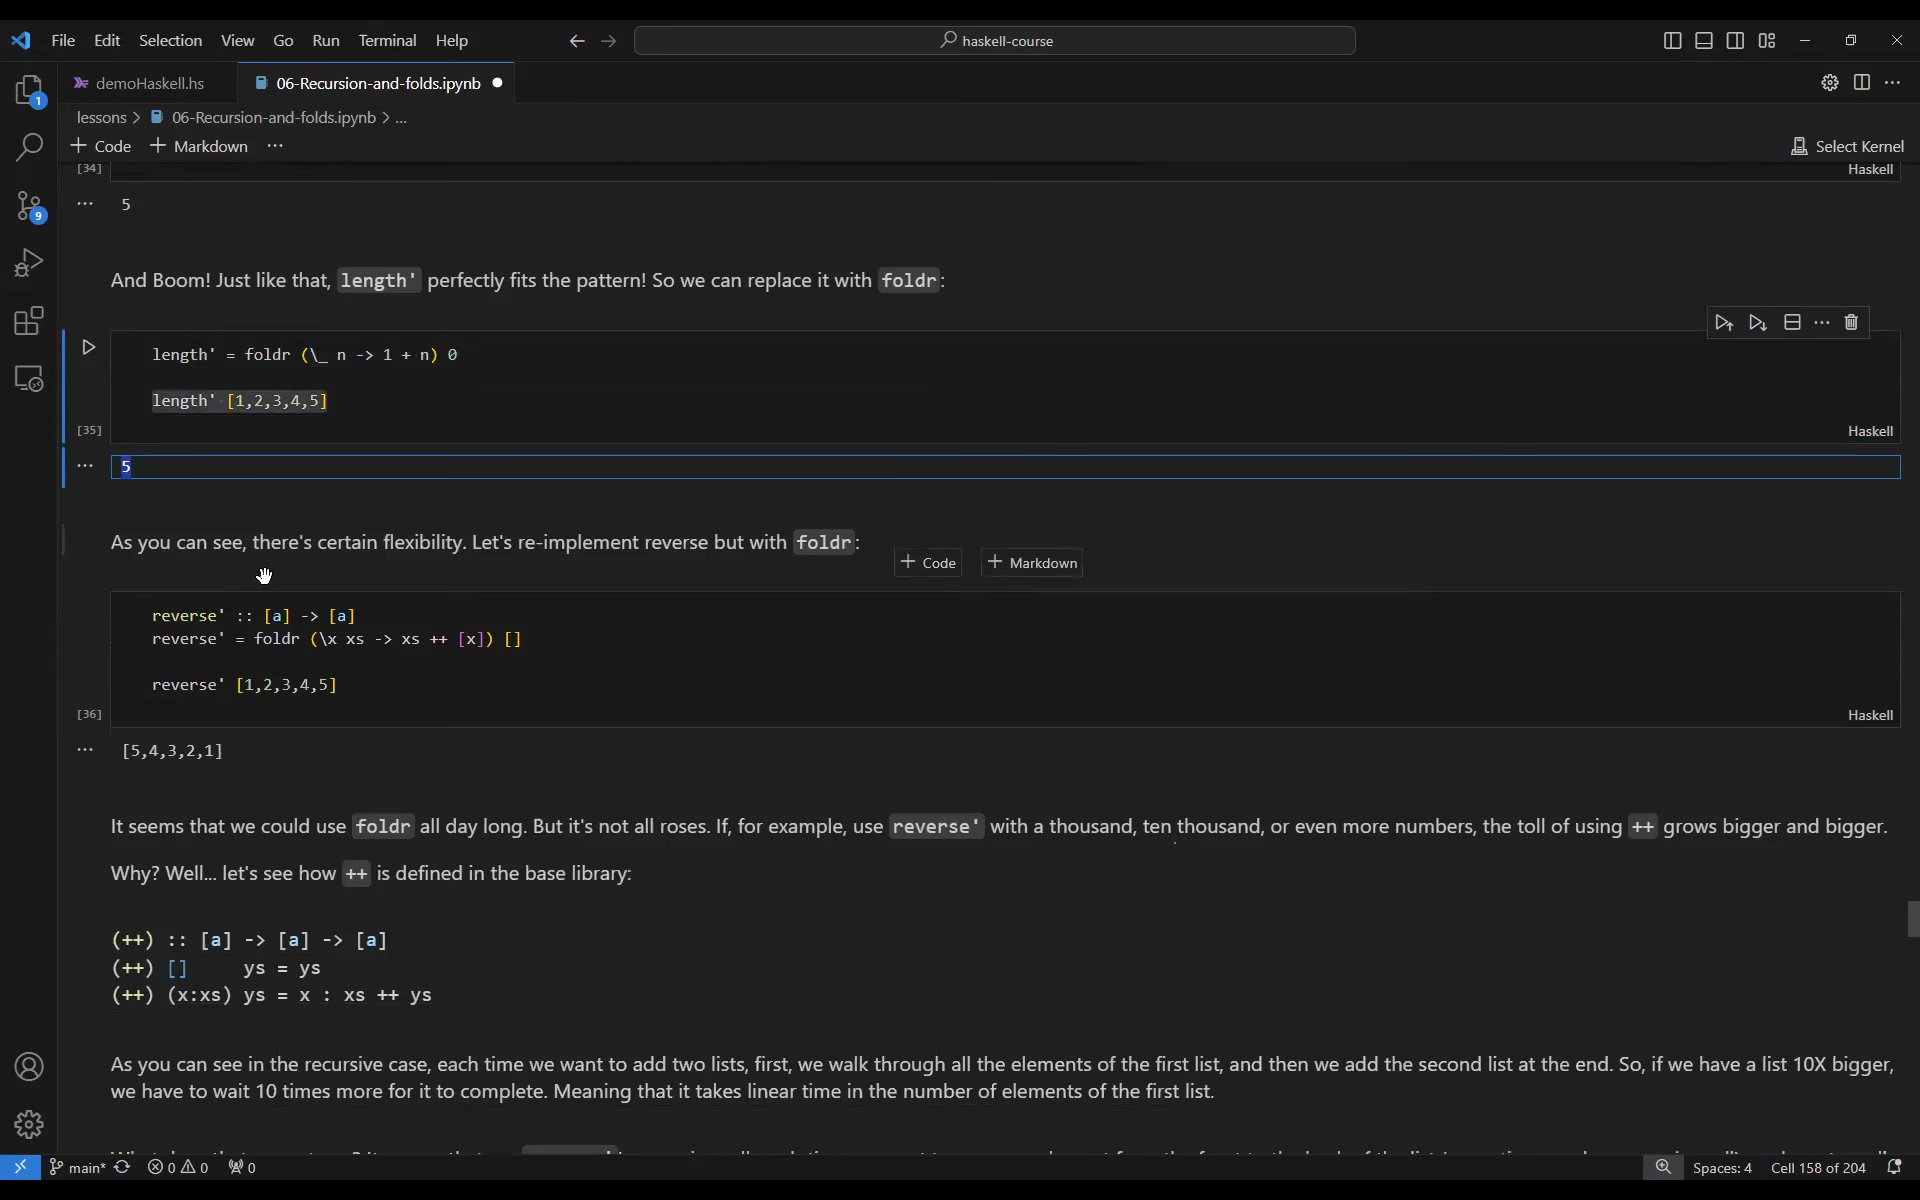 File Edit Selection View Go Run Terminal Help
haskell-course
demoHaskell.hs
06-Recursion-and-folds.ipynb
lessons > 06-Recursion-and-folds.ipynb > ...
+ Code + Markdown ...
Select Kernel
[34]
Haskell
5
And Boom! Just like that, length' perfectly fits the pattern! So we can replace it with foldr:
length' = foldr (\_ n -> 1 + n) 0
length' [1,2,3,4,5]
[35]
Haskell
5
As you can see, there's certain flexibility. Let's re-implement reverse but with foldr:
+ Code + Markdown
reverse' :: [a] -> [a]
reverse' = foldr (\x xs -> xs ++ [x]) []
reverse' [1,2,3,4,5]
[36]
Haskell
[5,4,3,2,1]
It seems that we could use foldr all day long. But it's not all roses. If, for example, use reverse' with a thousand, ten thousand, or even more numbers, the toll of using ++ grows bigger and bigger.
Why? Well... let's see how ++ is defined in the base library:
(++) :: [a] -> [a] -> [a]
(++) [] ys = ys
(++) (x:xs) ys = x : xs ++ ys
As you can see in the recursive case, each time we want to add two lists, first, we walk through all the elements of the first list, and then we add the second list at the end. So, if we have a list 10X bigger,
we have to wait 10 times more for it to complete. Meaning that it takes linear time in the number of elements of the first list.
1
9
main* 0 0 0
Spaces: 4 Cell 158 of 204